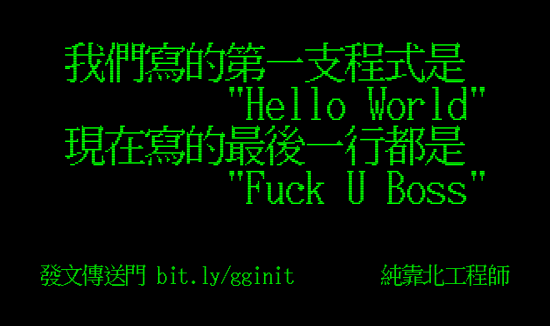 我們寫的第一支程式是
"Hello World"
現在寫的最後一行都是
"Fuck U Boss"
發文傳送門 bit.ly/gginit
純靠北工程師